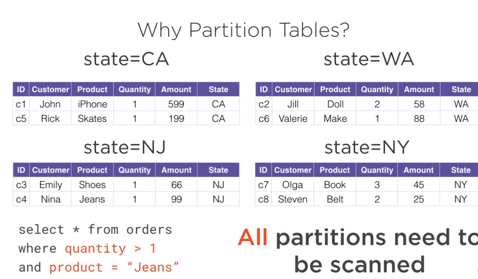 Why Partition Tables?
state=CA
ID Customer Product Quantity Amount State
c1 John iPhone 1 599 CA
c5 Rick Skates 1 199 CA
state=WA
ID Customer Product Quantity Amount State
c2 Jill Doll 2 58 WA
c6 Valerie Make 1 88 WA
state=NJ
ID Customer Product Quantity Amount State
c3 Emily Shoes 1 66 NJ
c4 Nina Jeans 1 99 NJ
state=NY
ID Customer Product Quantity Amount State
c7 Olga Book 3 45 NY
c8 Steven Belt 2 25 NY
select * from orders
where quantity > 1
and product = “Jeans”
All partitions need to
be scanned